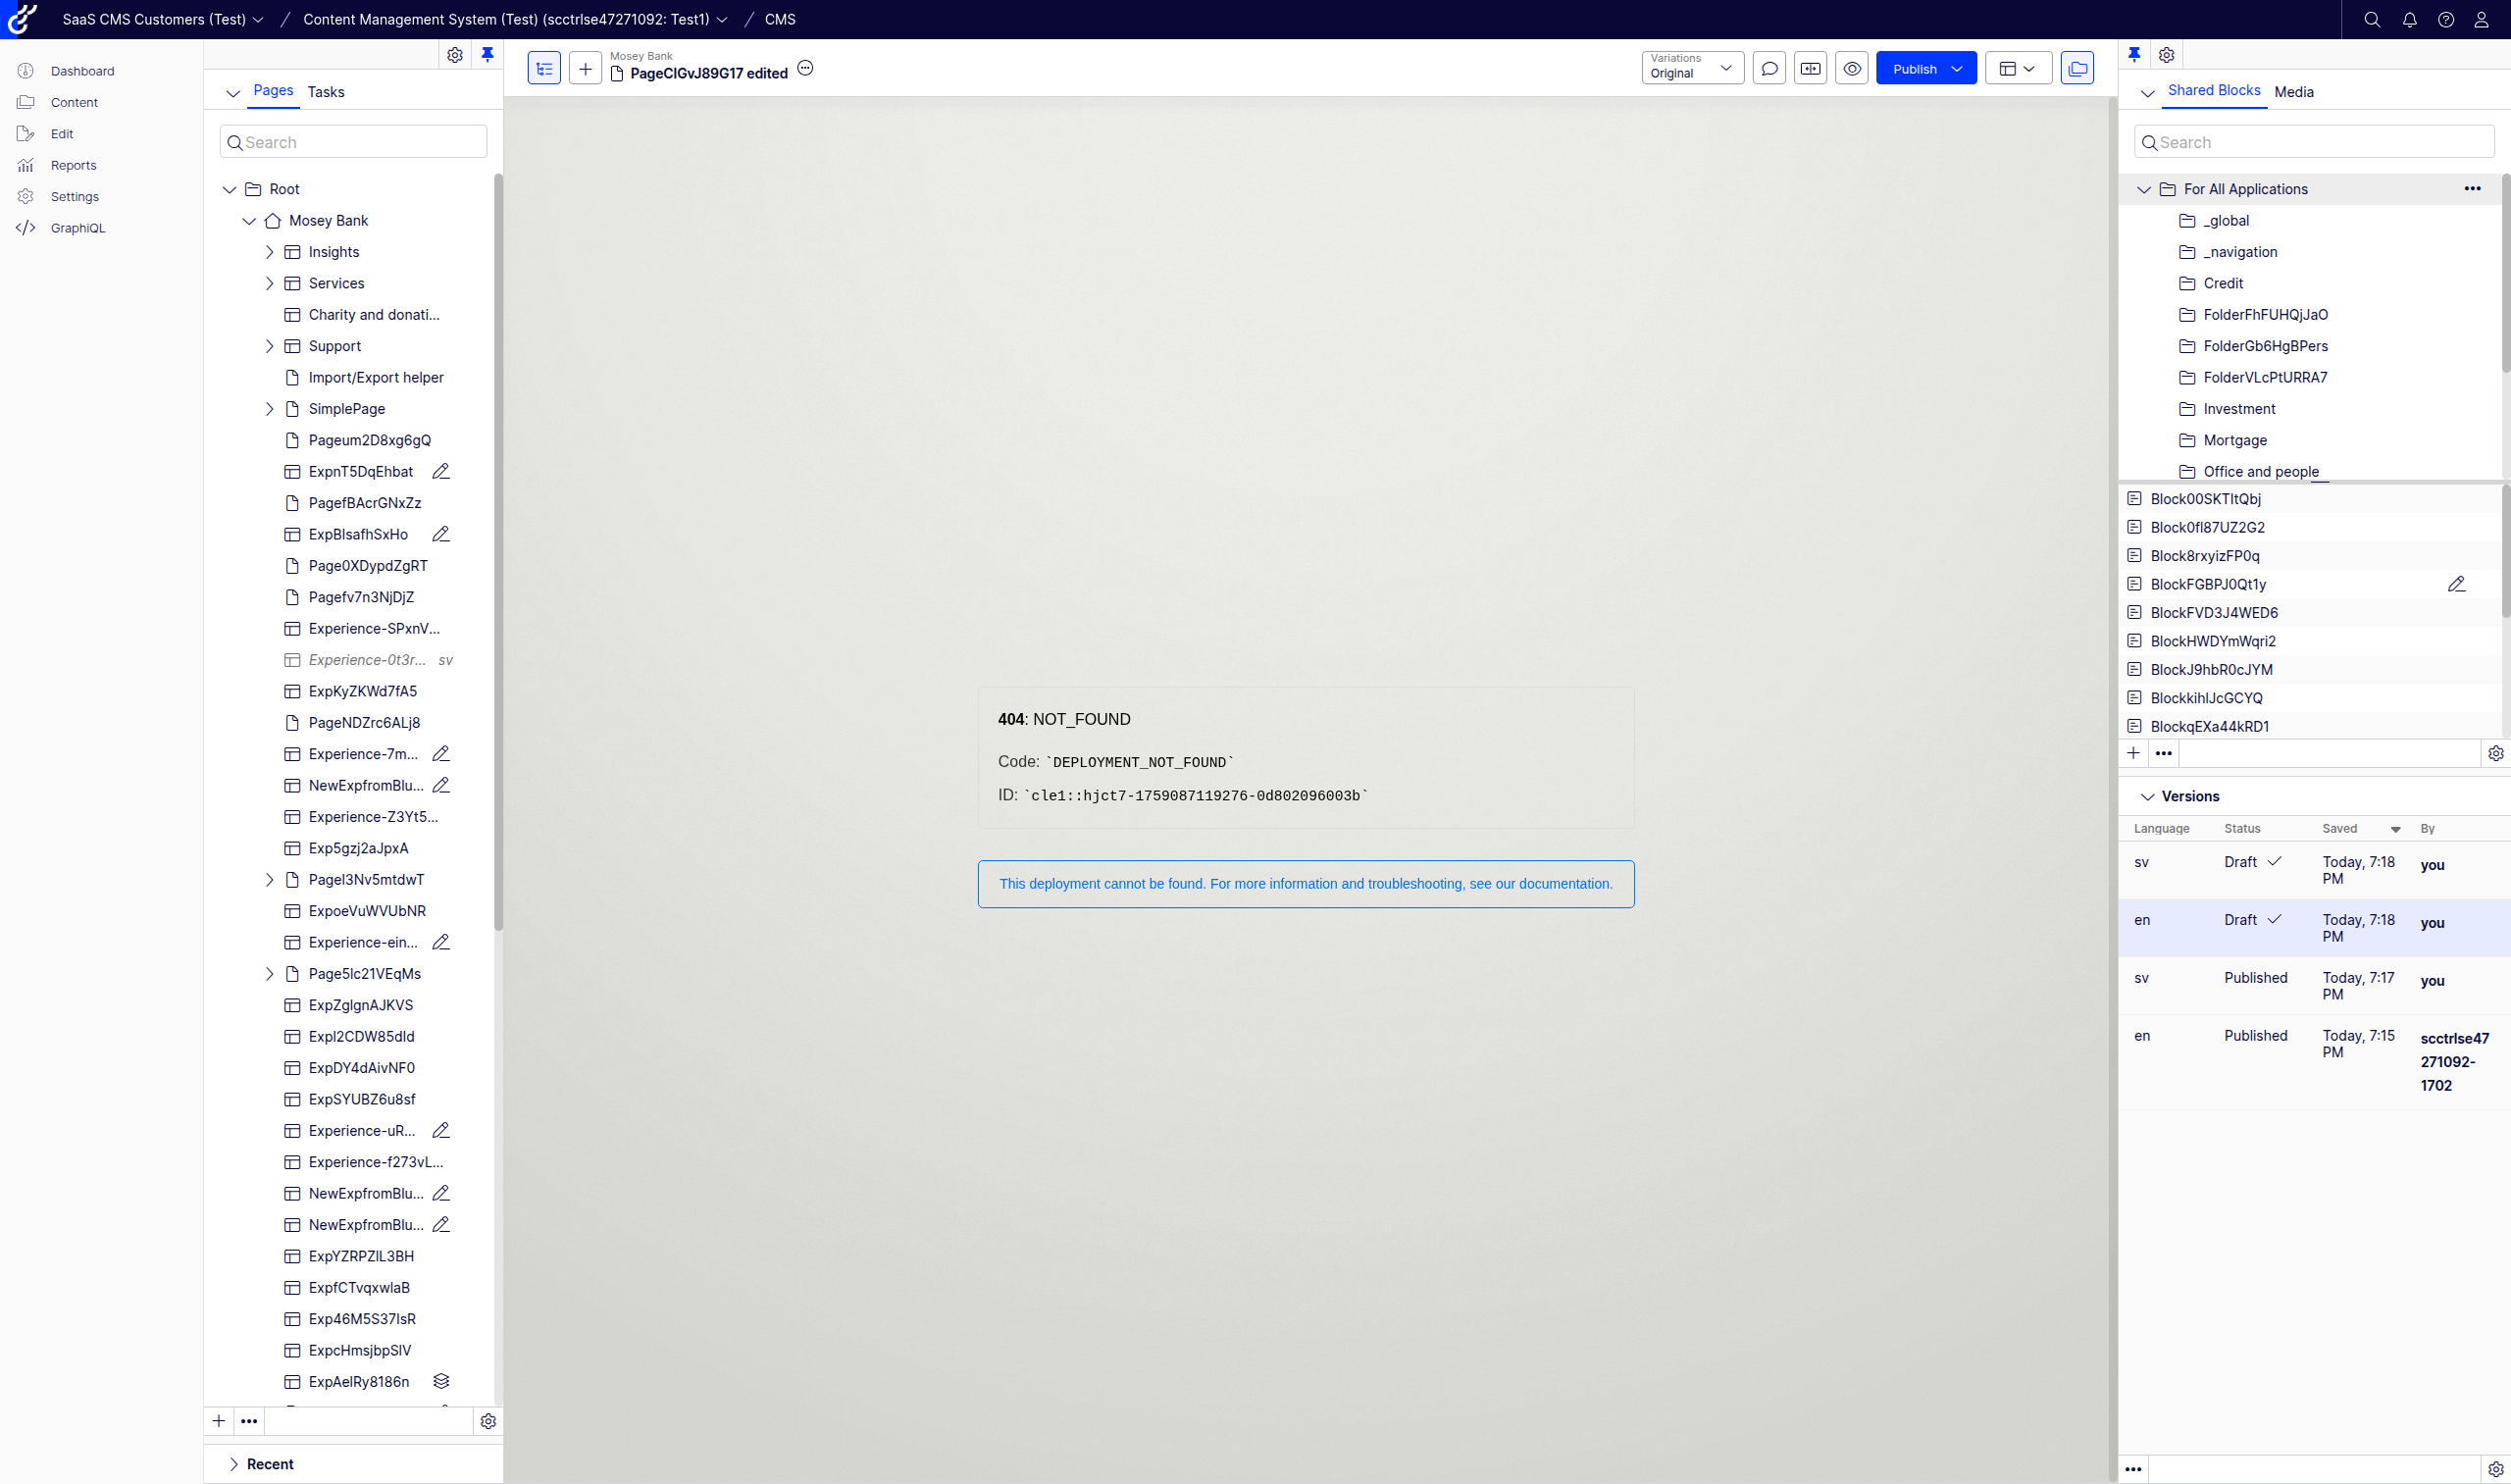 SaaS CMS Customers (Test) / Content Management System (Test) (scctrlse47271092: Test1) / CMS
Dashboard
Content
Edit
Reports
Settings
GraphiQL
Pages Tasks
Search
Root
Mosey Bank
Insights
Services
Charity and donati...
Support
Import/Export helper
SimplePage
Pageum2D8xg6gQ
ExpnT5DqEhbat
PagefBAcrGNxZz
ExpBlsafhSxHo
Page0XDypdZgRT
Pagefv7n3NjDjZ
Experience-SPxnV...
Experience-0t3r... sv
ExpKyZKWd7fA5
PageNDZrc6ALj8
Experience-7m...
NewExpfromBlu...
Experience-Z3Yt5...
Exp5gzj2aJpxA
PageI3Nv5mtdwT
ExpoeVuWVUbNR
Experience-ein...
Page5lc21VEqMs
ExpZglgnAJKVS
Expl2CDW85dld
ExpDY4dAivNF0
ExpSYUBZ6u8sf
Experience-uR...
Experience-f273vL...
NewExpfromBlu...
NewExpfromBlu...
ExpYZRPZlL3BH
ExpfCTvqxwlaB
Exp46M5S37lsR
ExpcHmsjbpSlV
ExpAelRy8186n
Recent
Mosey Bank
PageClGvJ89G17 edited
Variations
Original
Publish
404: NOT_FOUND
Code: `DEPLOYMENT_NOT_FOUND`
ID: `cle1::hjct7-1759087119276-0d802096003b`
This deployment cannot be found. For more information and troubleshooting, see our documentation.
Shared Blocks Media
Search
For All Applications
_global
_navigation
Credit
FolderFhFUHQjJaO
FolderGb6HgBPers
FolderVLcPtURRA7
Investment
Mortgage
Office and people
Block00SKTltQbj
Block0fl87UZ2G2
Block8rxyizFP0q
BlockFGBPJ0Qt1y
BlockFVD3J4WED6
BlockHWDYmWqri2
BlockJ9hbR0cJYM
BlockkihlJcGCYQ
BlockqEXa44kRD1
Versions
Language Status Saved By
sv Draft Today, 7:18 PM you
en Draft Today, 7:18 PM you
sv Published Today, 7:17 PM you
en Published Today, 7:15 PM scctrlse47271092-1702